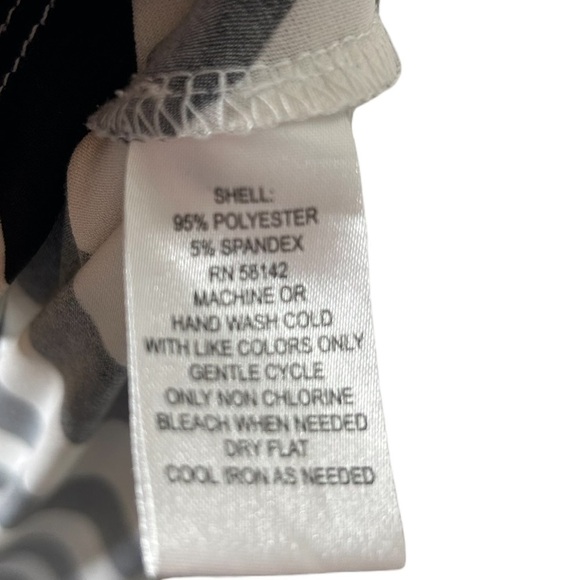 SHELL:
95% POLYESTER
5% SPANDEX
RN 58142
MACHINE OR
HAND WASH COLD
WITH LIKE COLORS ONLY
GENTLE CYCLE
ONLY NON CHLORINE
BLEACH WHEN NEEDED
DRY FLAT
COOL IRON AS NEEDED